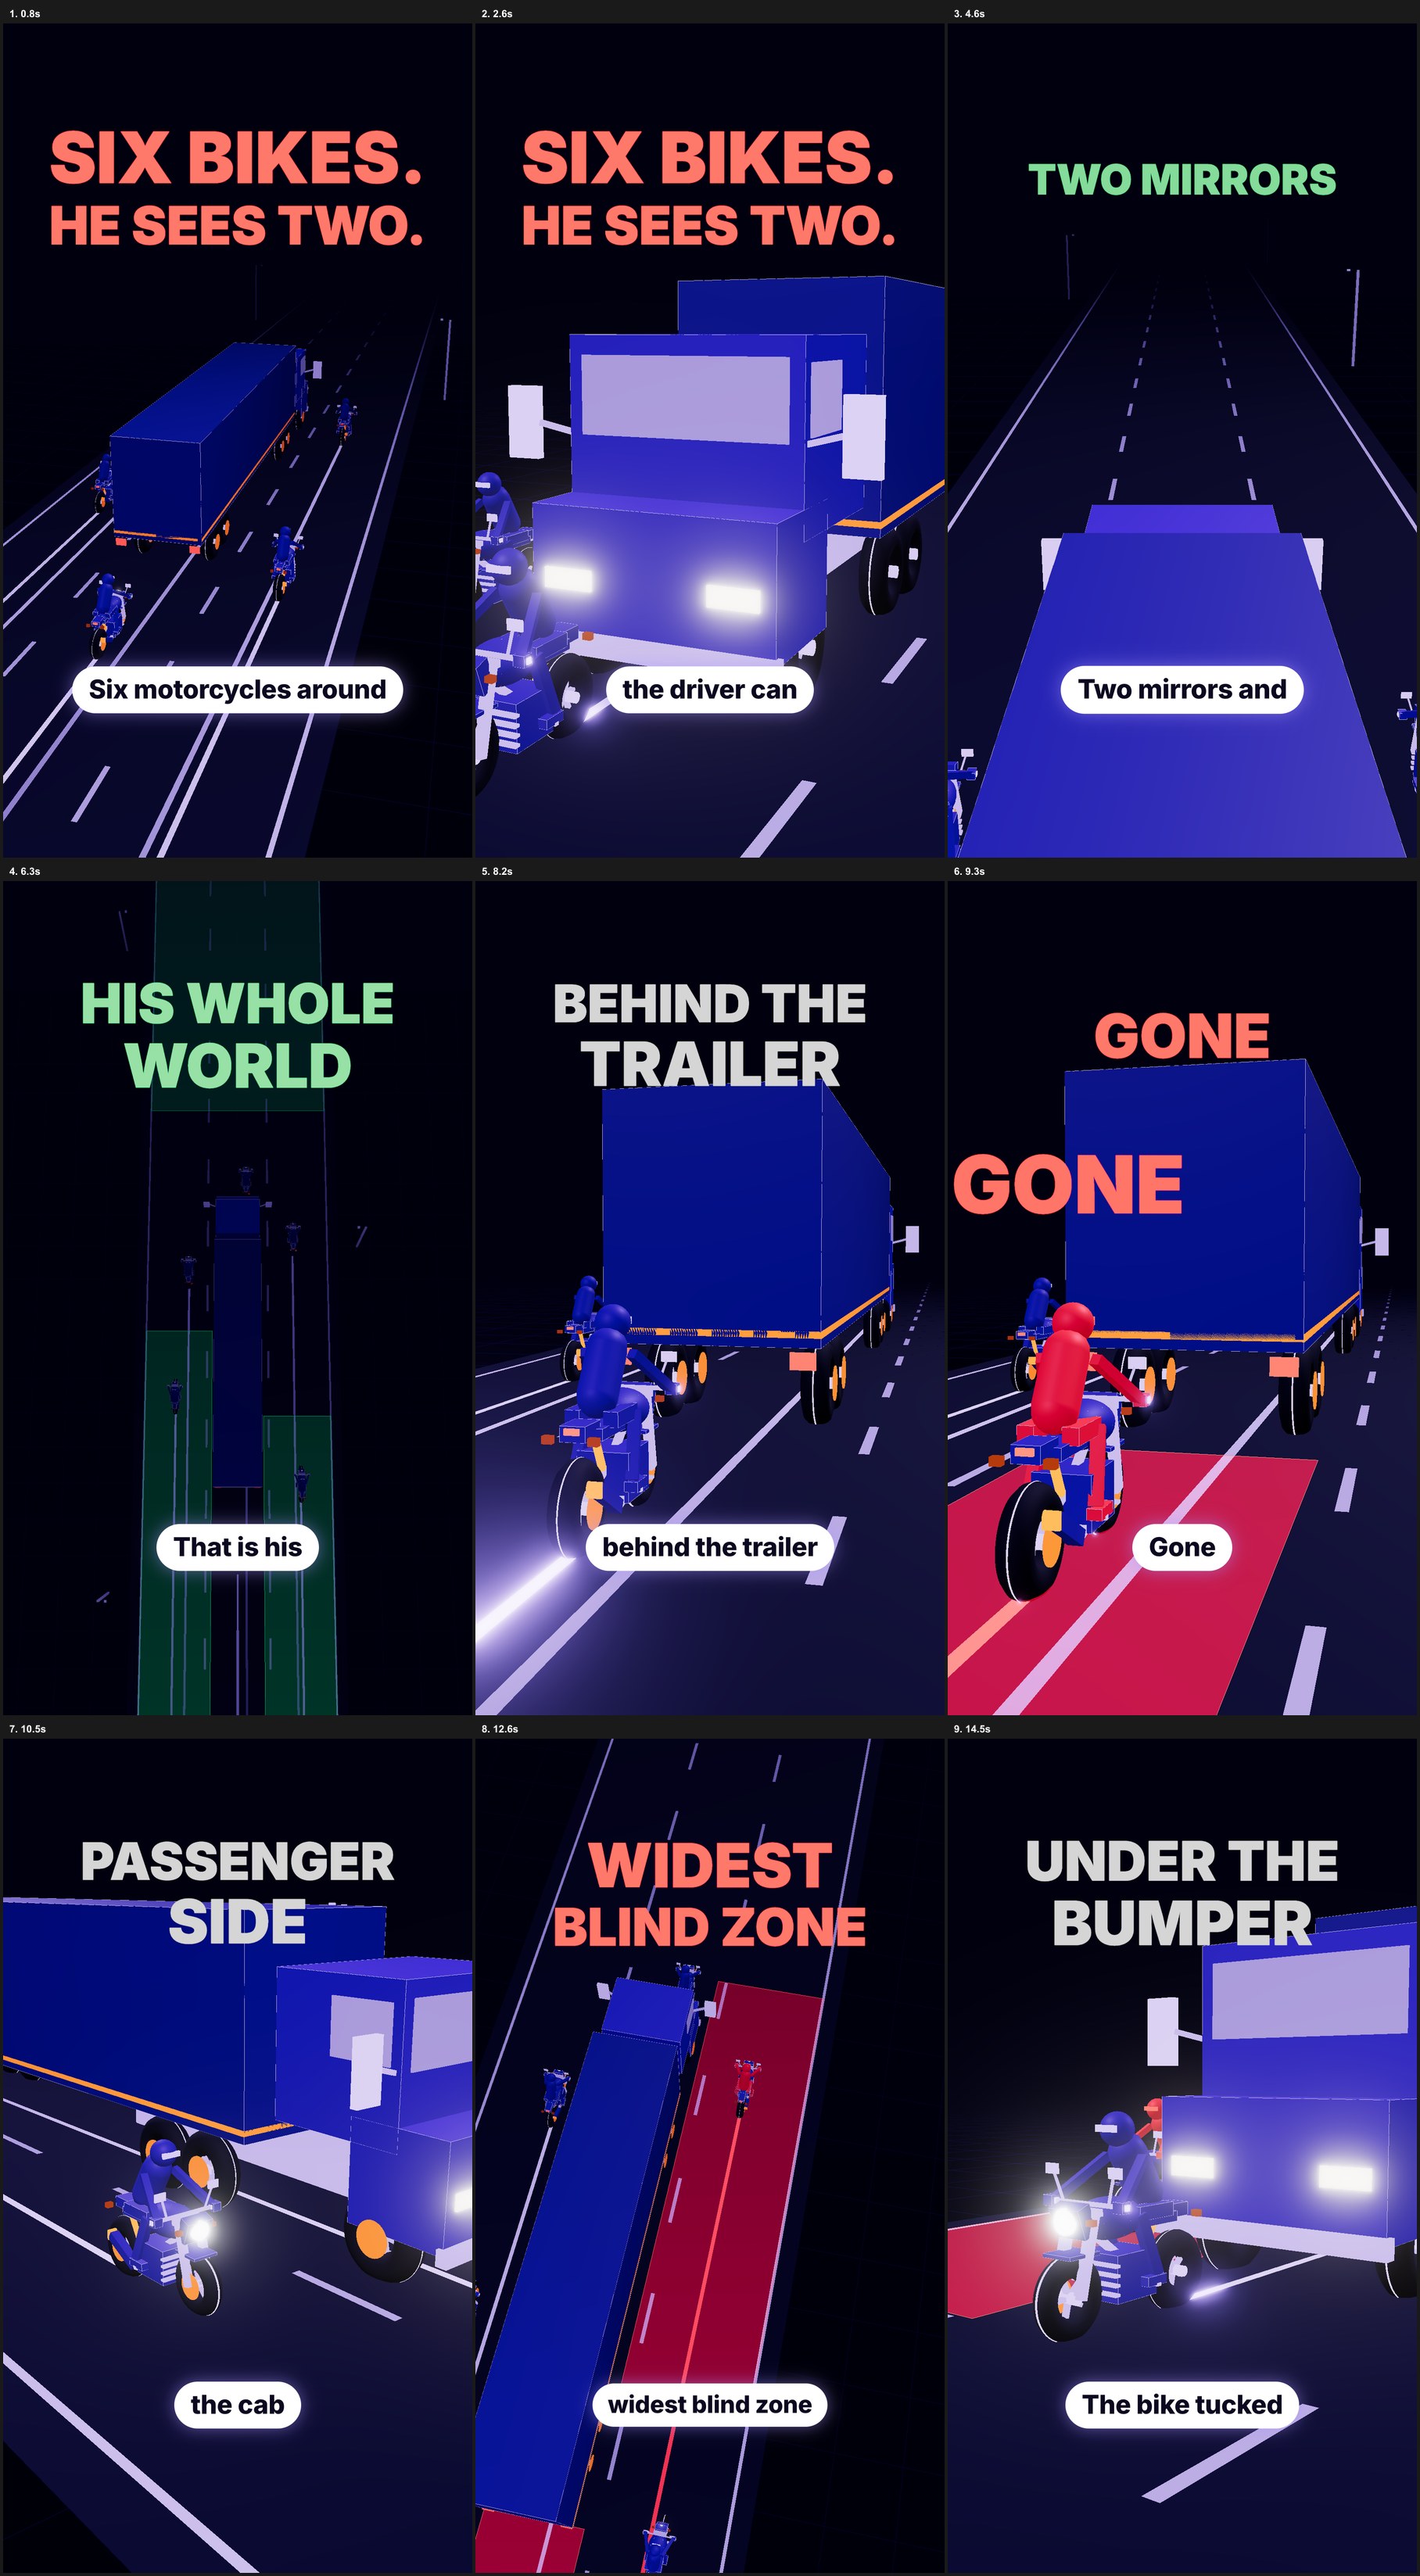 1. 0.8s
SIX BIKES.
HE SEES TWO.
Six motorcycles around
2. 2.6s
SIX BIKES.
HE SEES TWO.
the driver can
3. 4.6s
TWO MIRRORS
Two mirrors and
4. 6.3s
HIS WHOLE
WORLD
That is his
5. 8.2s
BEHIND THE
TRAILER
behind the trailer
6. 9.3s
GONE
GONE
Gone
7. 10.5s
PASSENGER
SIDE
the cab
8. 12.6s
WIDEST
BLIND ZONE
widest blind zone
9. 14.5s
UNDER THE
BUMPER
The bike tucked